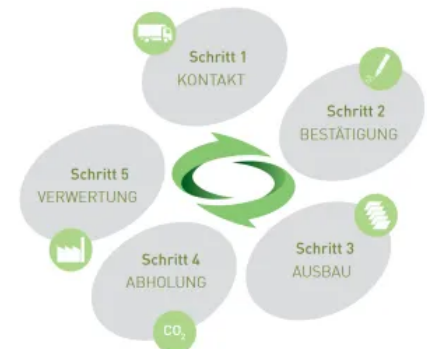 Schritt 1
KONTAKT
Schritt 2
BESTÄTIGUNG
Schritt 3
AUSBAU
Schritt 4
ABHOLUNG
CO₂
Schritt 5
VERWERTUNG